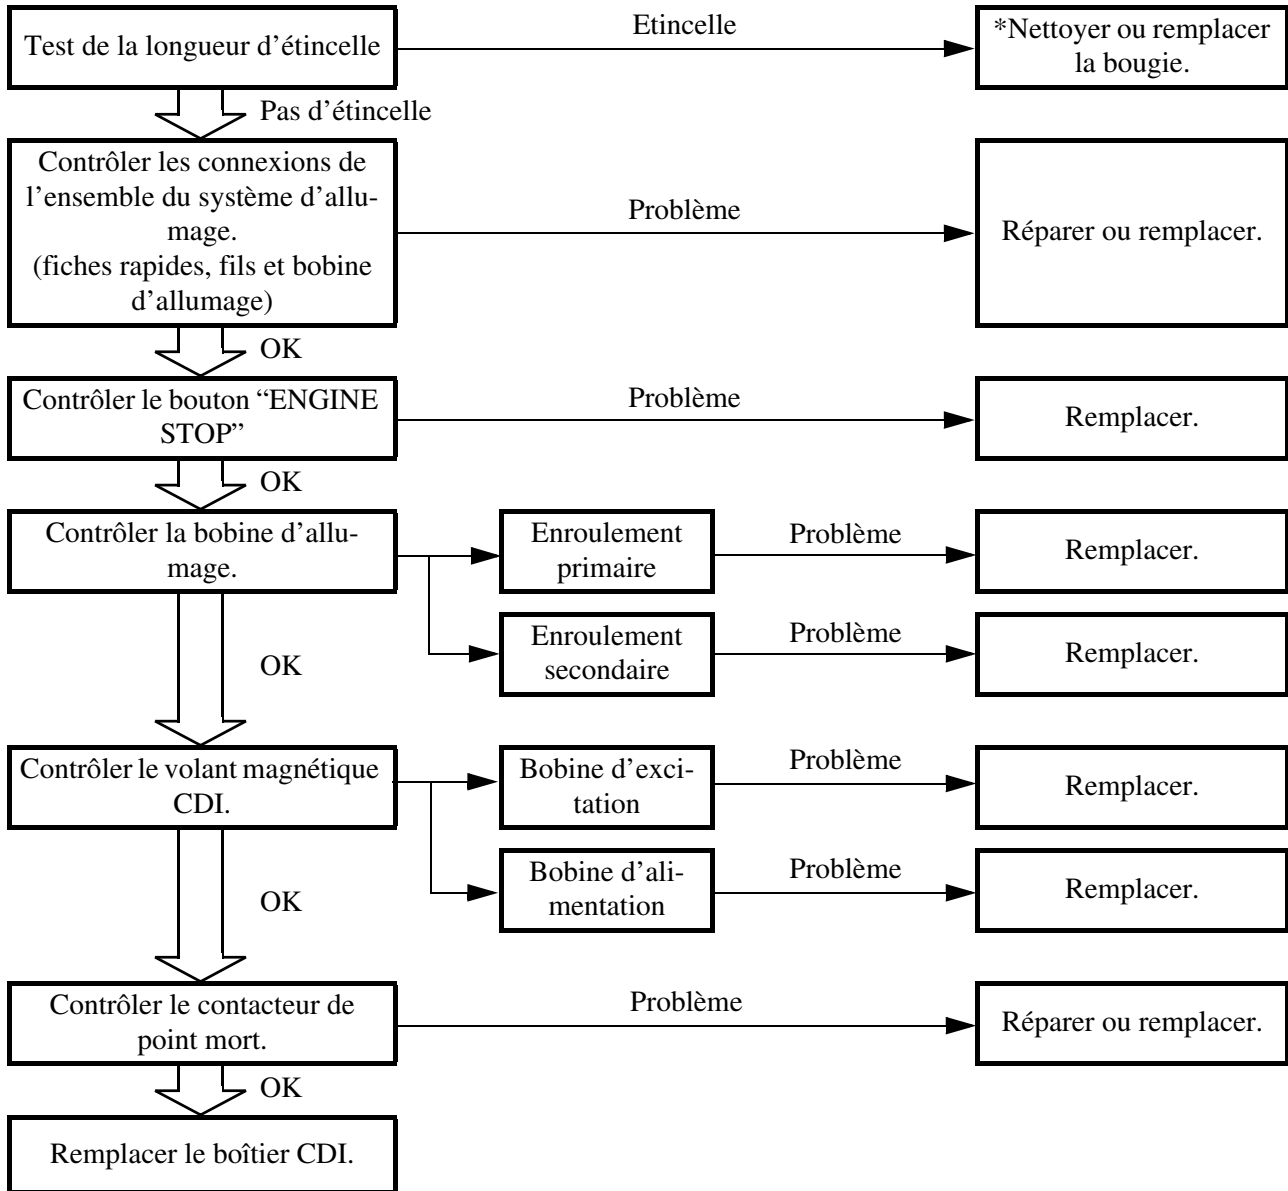 Test de la longueur d’étincelle
Etincelle
*Nettoyer ou remplacer
la bougie.
Pas d’étincelle
Contrôler les connexions de
l’ensemble du système d’allu-
mage.
(fiches rapides, fils et bobine
d’allumage)
Problème
Réparer ou remplacer.
OK
Contrôler le bouton “ENGINE
STOP”
Problème
Remplacer.
OK
Contrôler la bobine d’allu-
mage.
Enroulement
primaire
Problème
Remplacer.
Enroulement
secondaire
Problème
Remplacer.
OK
Contrôler le volant magnétique
CDI.
Bobine d’exci-
tation
Problème
Remplacer.
Bobine d’ali-
mentation
Problème
Remplacer.
OK
Contrôler le contacteur de
point mort.
Problème
Réparer ou remplacer.
OK
Remplacer le boîtier CDI.